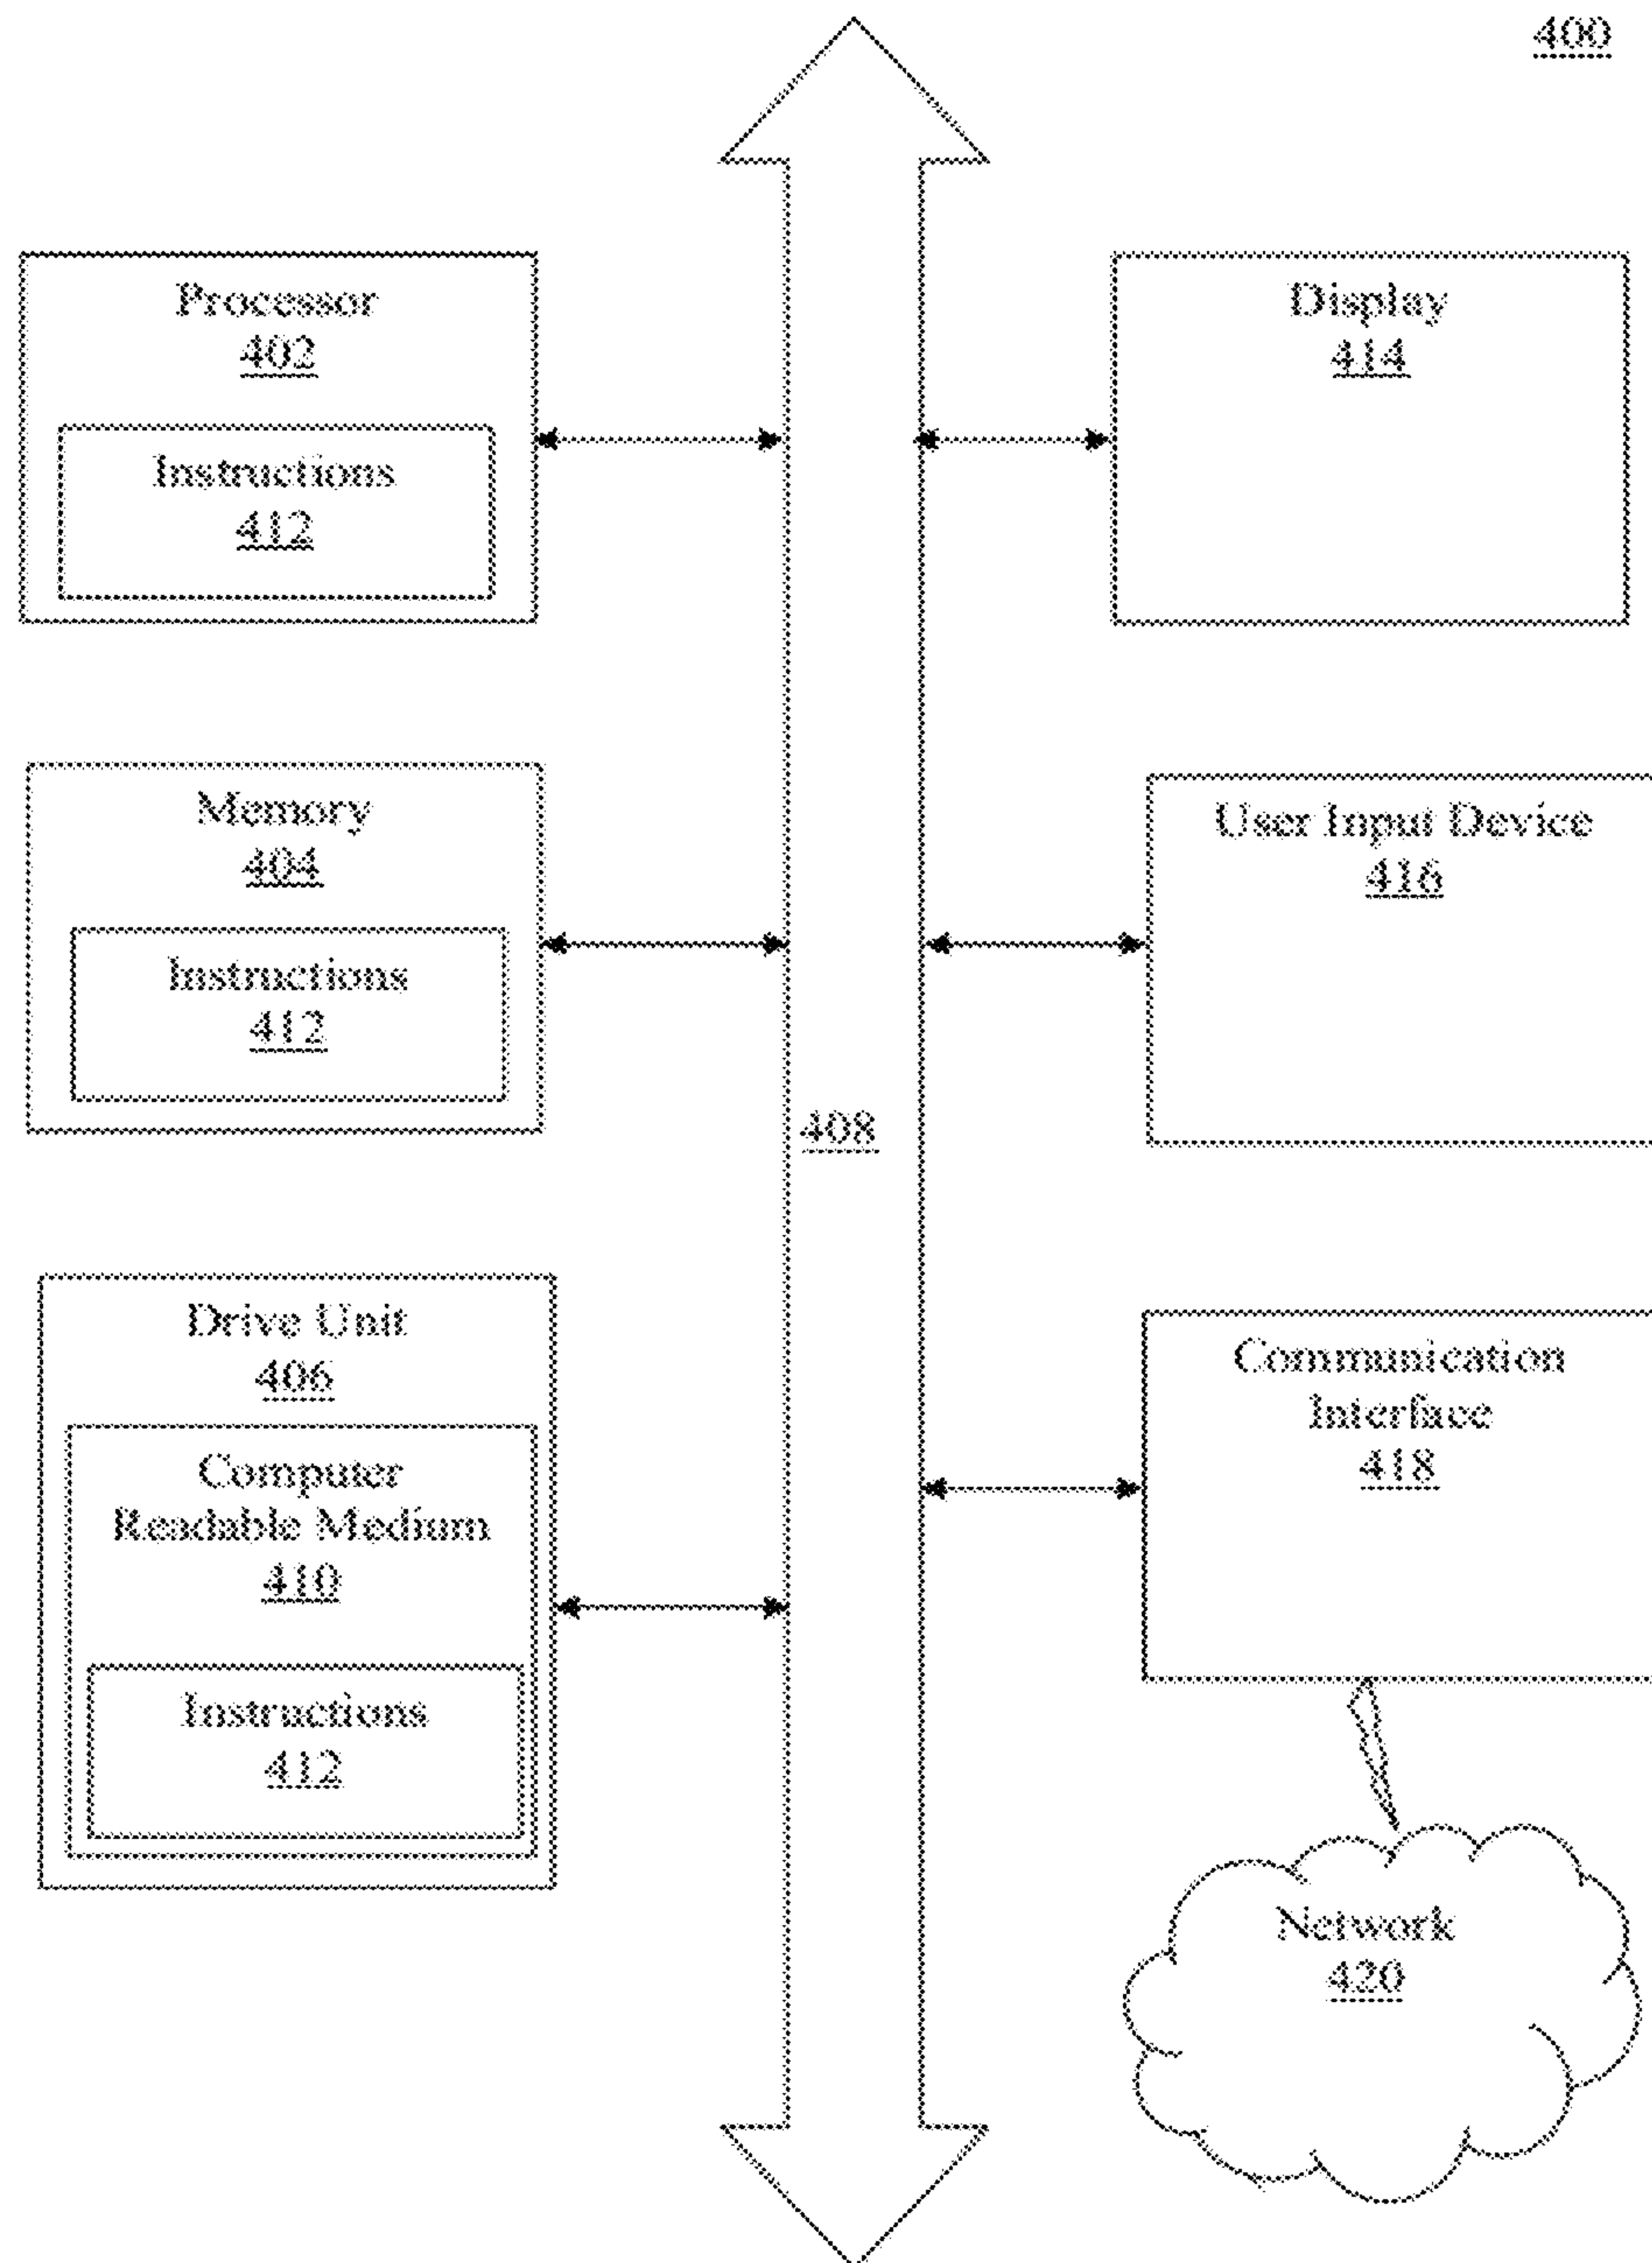 400
Processor
402
Instructions
412
Display
414
Memory
404
Instructions
412
User Input Device
416
408
Drive Unit
406
Computer
Readable Medium
410
Instructions
412
Communication
Interface
418
Network
420